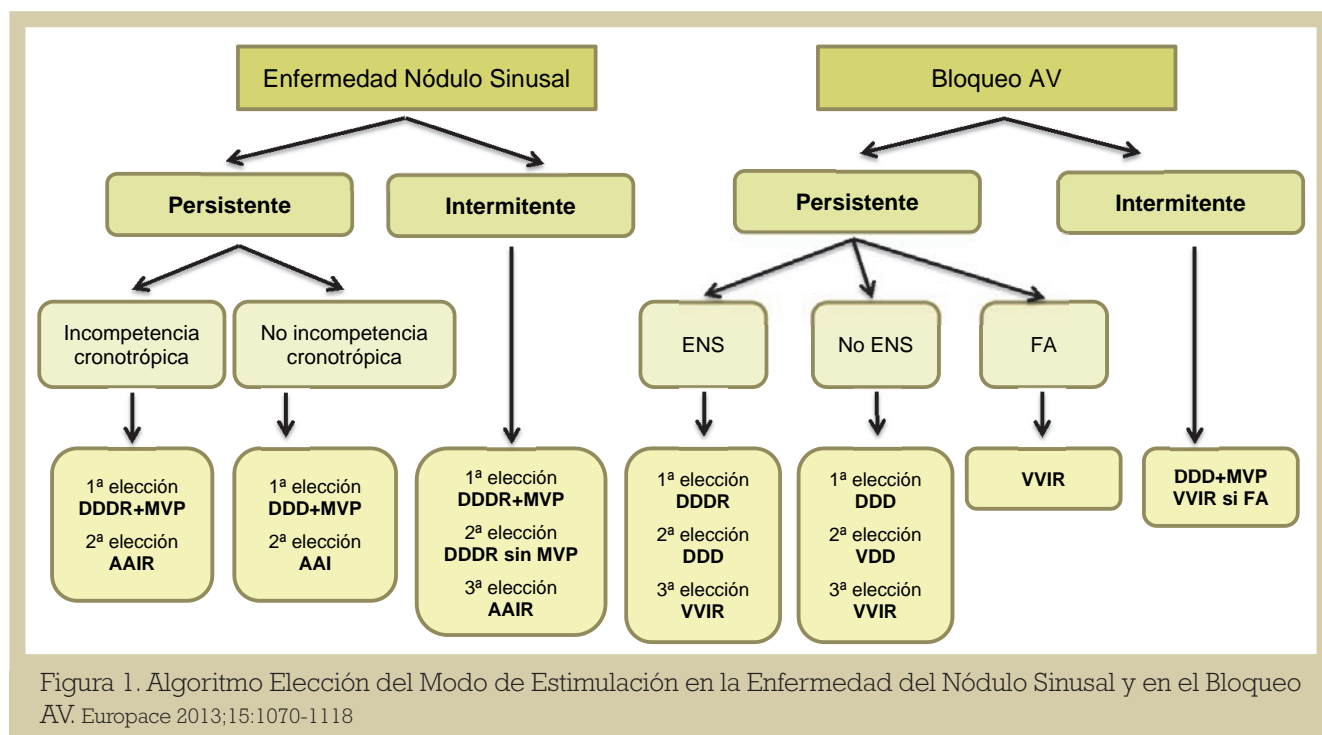 Enfermedad Nódulo Sinusal
Bloqueo AV
Persistente
Intermitente
Persistente
Intermitente
Incompetencia
cronotrópica
No incompetencia
cronotrópica
ENS
No ENS
FA
1ª elección
DDDR+MVP
2ª elección
AAIR
1ª elección
DDD+MVP
2ª elección
AAI
1ª elección
DDDR+MVP
2ª elección
DDDR sin MVP
3ª elección
AAIR
1ª elección
DDDR
2ª elección
DDD
3ª elección
VVIR
1ª elección
DDD
2ª elección
VDD
3ª elección
VVIR
VVIR
DDD+MVP
VVIR si FA
Figura 1. Algoritmo Elección del Modo de Estimulación en la Enfermedad del Nódulo Sinusal y en el Bloqueo
AV. Europace 2013;15:1070-1118